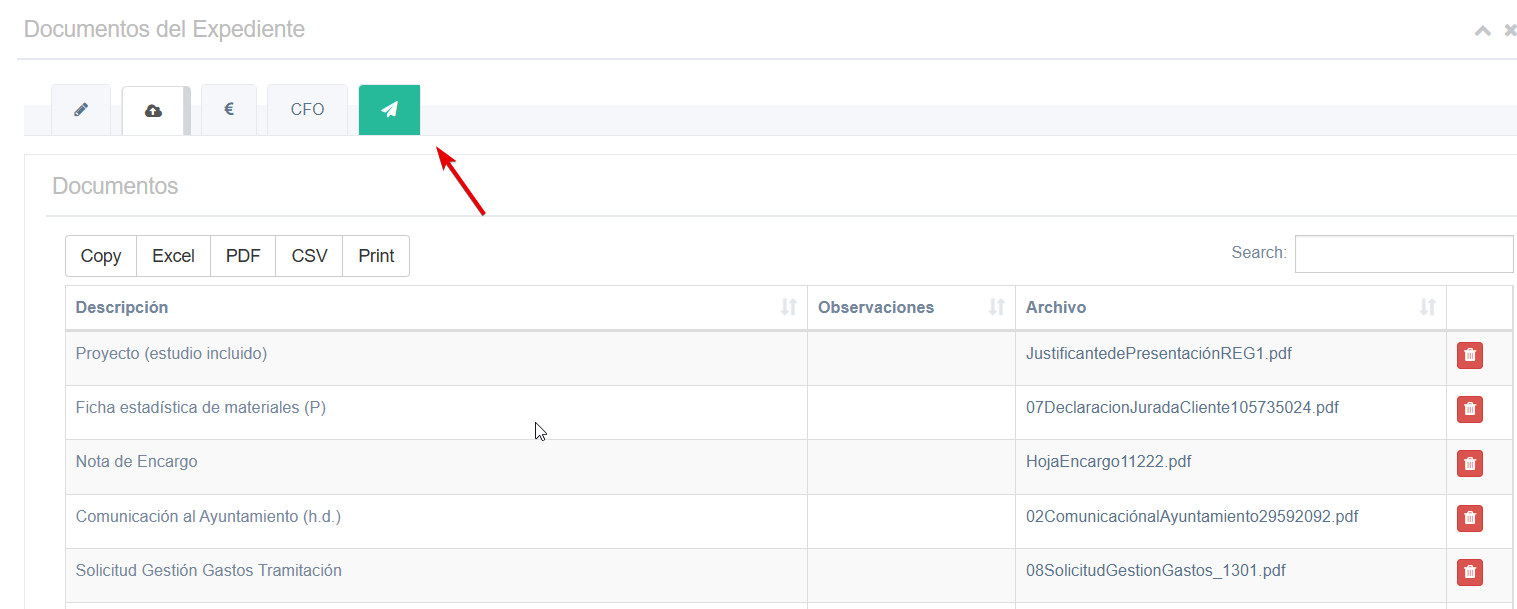 Documentos del Expediente
€ CFO
Documentos
Copy Excel PDF CSV Print Search:
Descripción Observaciones Archivo
Proyecto (estudio incluido) JustificantedePresentaciónREG1.pdf
Ficha estadística de materiales (P) 07DeclaracionJuradaCliente105735024.pdf
Nota de Encargo HojaEncargo11222.pdf
Comunicación al Ayuntamiento (h.d.) 02ComunicaciónalAyuntamiento29592092.pdf
Solicitud Gestión Gastos Tramitación 08SolicitudGestionGastos_1301.pdf